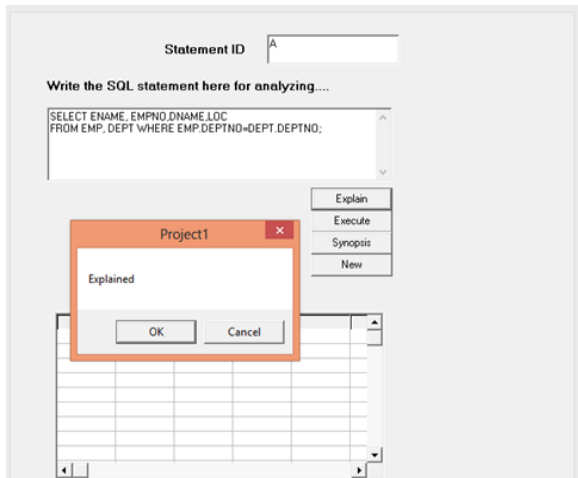 Statement ID A
Write the SQL statement here for analyzing....
SELECT ENAME, EMPNO,DNAME,LOC
FROM EMP, DEPT WHERE EMP.DEPTNO=DEPT.DEPTNO;
Explain
Execute
Synopsis
New
Project1
Explained
OK Cancel